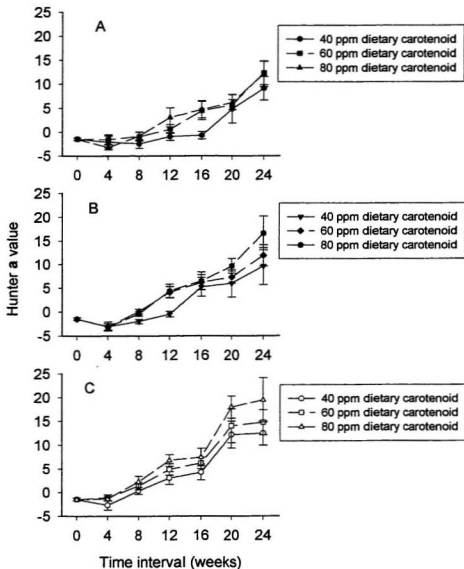 A
25
20
15
10
5
0
-5
0 4 8 12 16 20 24
40 ppm dietary carotenoid
60 ppm dietary carotenoid
80 ppm dietary carotenoid
Hunter a value
B
25
20
15
10
5
0
-5
0 4 8 12 16 20 24
40 ppm dietary carotenoid
60 ppm dietary carotenoid
80 ppm dietary carotenoid
C
25
20
15
10
5
0
-5
0 4 8 12 16 20 24
40 ppm dietary carotenoid
60 ppm dietary carotenoid
80 ppm dietary carotenoid
Time interval (weeks)